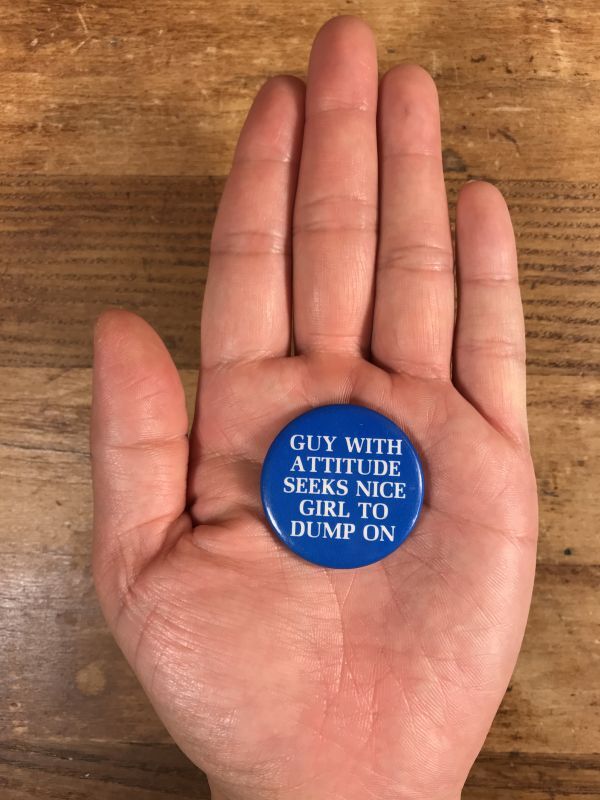 GUY WITH
ATTITUDE
SEEKS NICE
GIRL TO
DUMP ON